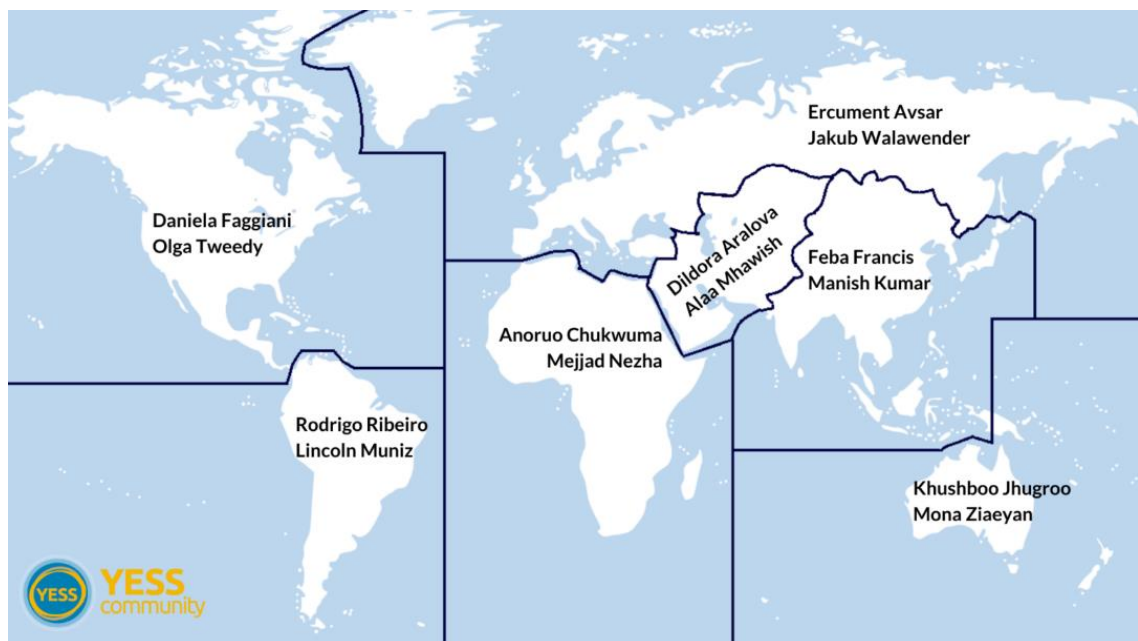 Ercument Avsar
Jakub Walawender
Daniela Faggiani
Olga Tweedy
Dildora Aralova
Alaa Mhawish
Feba Francis
Manish Kumar
Anoruo Chukwuma
Mejjad Nezha
Rodrigo Ribeiro
Lincoln Muniz
Khushboo Jhugroo
Mona Ziaeyan
YESS
YESS
community